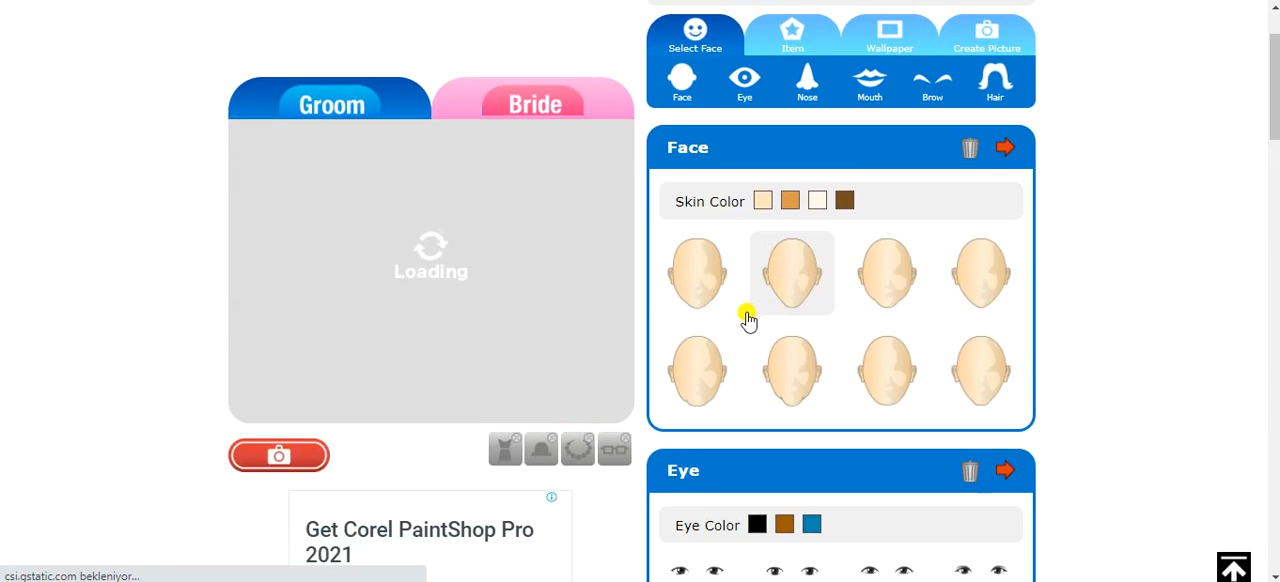 Select Face
Item
Wallpaper
Create Picture
Face
Eye
Nose
Mouth
Brow
Hair
Groom
Bride
Loading
Face
Skin Color
Eye
Eye Color
Get Corel PaintShop Pro
2021
csi.gstatic.com bekleniyor...